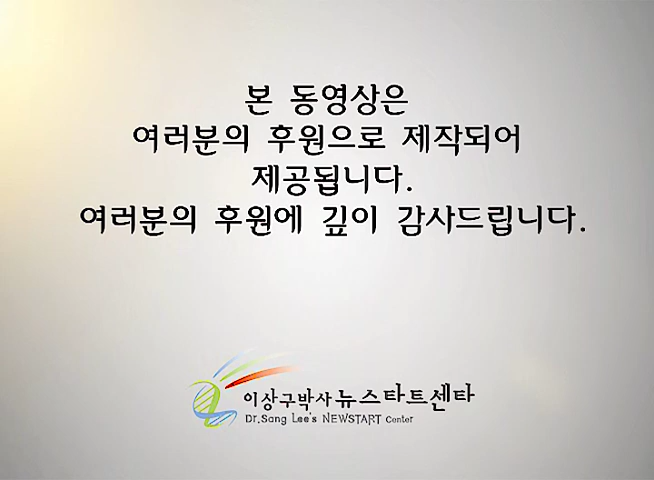 본 동영상은
여러분의 후원으로 제작되어
제공됩니다.
여러분의 후원에 깊이 감사드립니다.
이상구박사 뉴스타트센타
Dr.Sang Lee's NEWSTART Center